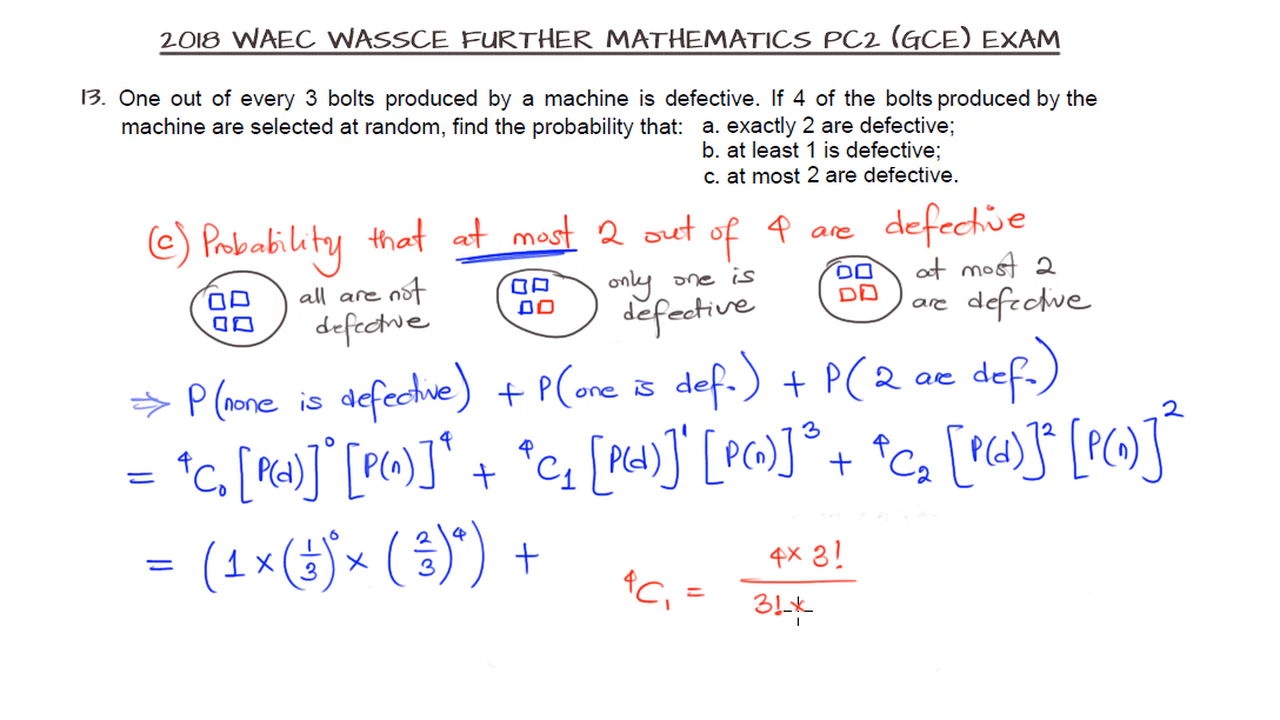 2018 WAEC WASSCE FURTHER MATHEMATICS PC2 (GCE) EXAM
13. One out of every 3 bolts produced by a machine is defective. If 4 of the bolts produced by the
machine are selected at random, find the probability that: a. exactly 2 are defective;
b. at least 1 is defective;
c. at most 2 are defective.
(c) Probability that at most 2 out of 4 are defective
all are not defective
only one is defective
at most 2 are defective
⇒ P(none is defective) + P(one is def.) + P(2 are def.)
= ⁴C₀ [P(d)]⁰ [P(n)]⁴ + ⁴C₁ [P(d)]¹ [P(n)]³ + ⁴C₂ [P(d)]² [P(n)]²
= (1 × (1/3)⁰ × (2/3)⁴) +
⁴C₁ = 4 × 3! / 3! ×